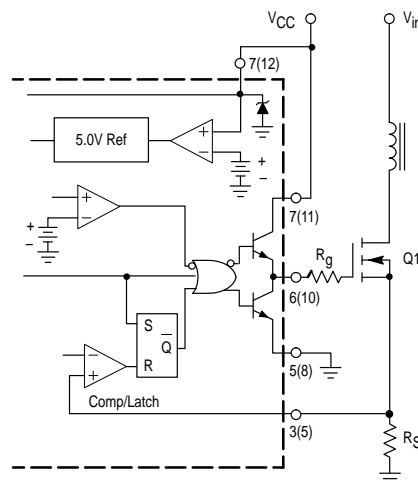 VCC
Vin
7(12)
5.0V Ref
+
–
+
–
7(11)
+
–
+
–
Rg
Q1
6(10)
S
Q
R
–
+
5(8)
Comp/Latch
3(5)
RS